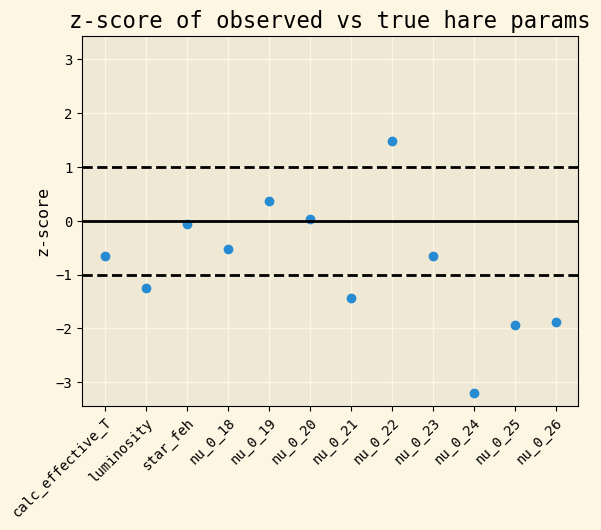 z-score of observed vs true hare params
z-score
3
2
1
0
−1
−2
−3
calc_effective_T
luminosity
star_feh
nu_0_18
nu_0_19
nu_0_20
nu_0_21
nu_0_22
nu_0_23
nu_0_24
nu_0_25
nu_0_26